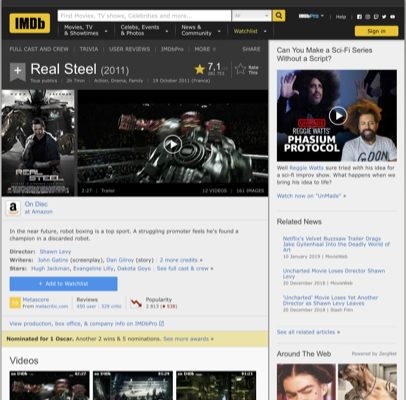 IMDb
Find Movies, TV shows, Celebrities and more...
All
IMDbPro
Help
Movies, TV & Showtimes
Celebs, Events & Photos
News & Community
Watchlist
Sign in
FULL CAST AND CREW | TRIVIA | USER REVIEWS | IMDbPro | MORE
SHARE
Real Steel (2011)
7,1
Rate This
Tous publics | 2h 7min | Action, Drama, Family | 19 October 2011 (France)
REAL STEEL
2:27 | Trailer
12 VIDEOS | 161 IMAGES
On Disc
at Amazon
In the near future, robot boxing is a top sport. A struggling promoter feels he's found a
champion in a discarded robot.
Director: Shawn Levy
Writers: John Gatins (screenplay), Dan Gilroy (story) | 2 more credits »
Stars: Hugh Jackman, Evangeline Lilly, Dakota Goyo | See full cast & crew »
+ Add to Watchlist
Metascore
From metacritic.com
Reviews
450 user | 329 critic
Popularity
2 913
View production, box office, & company info on IMDbPro
Nominated for 1 Oscar. Another 2 wins & 5 nominations. See more awards »
Videos
Can You Make a Sci-Fi Series
Without a Script?
REGGIE WATTS'
PHASIUM
PROTOCOL
Well Reggie Watts sure tried with his idea for
a sci-fi improv show. What happens when we
bring his idea to life?
Watch now on "UnMade" »
Related News
Netflix's Velvet Buzzsaw Trailer Drags
Jake Gyllenhaal Into the Deadly World of
Art
10 January 2019 | MovieWeb
Uncharted Movie Loses Director Shawn
Levy
20 December 2018 | MovieWeb
'Uncharted' Movie Loses Yet Another
Director as Shawn Levy Leaves
20 December 2018 | Slash Film
See all related articles »
Around The Web
Powered by ZergNet